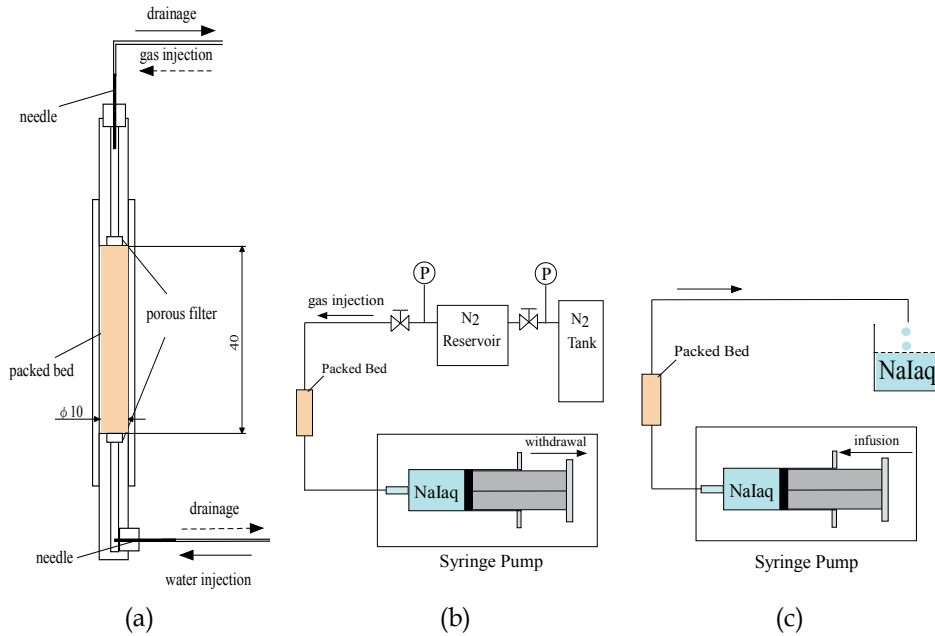 drainage
gas injection
needle
porous filter
40
packed bed
ϕ 10
drainage
needle
water injection
(a)
P
P
gas injection
N2
Reservoir
N2
Tank
Packed Bed
withdrawal
NaIaq
Syringe Pump
(b)
NaIaq
Packed Bed
infusion
NaIaq
Syringe Pump
(c)